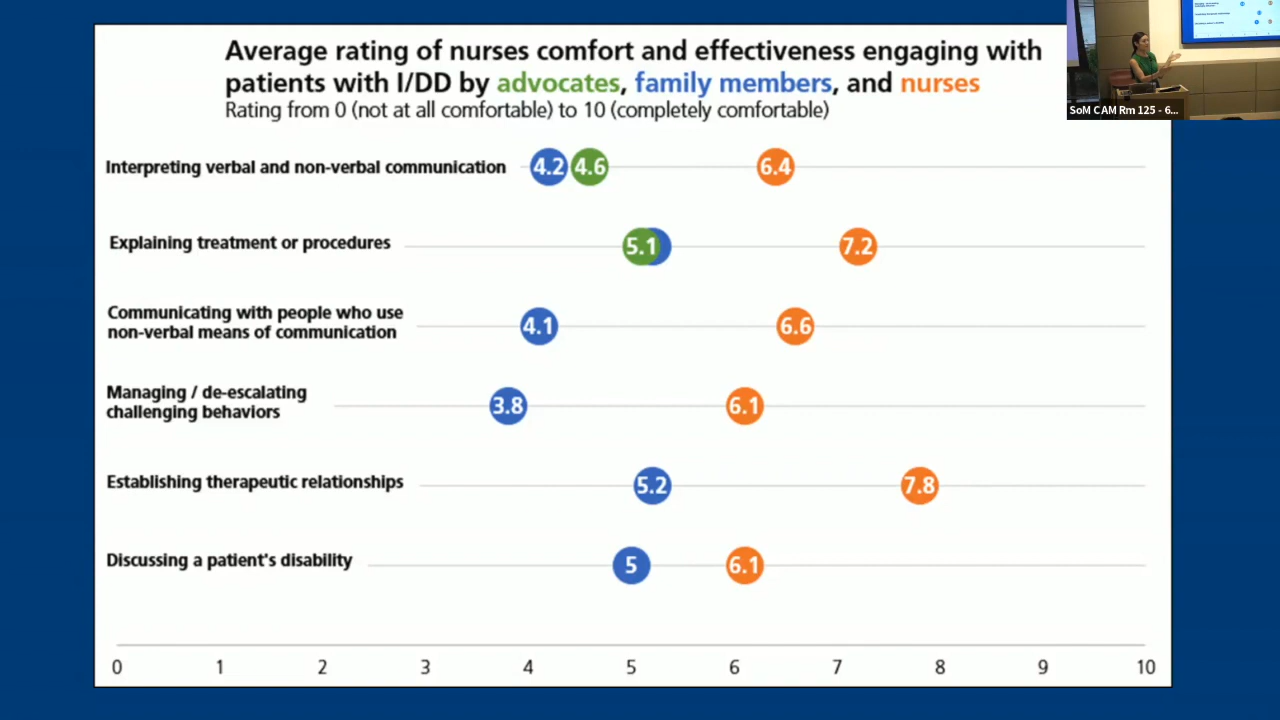 Average rating of nurses comfort and effectiveness engaging with
patients with I/DD by advocates, family members, and nurses
Rating from 0 (not at all comfortable) to 10 (completely comfortable)
SoM CAM Rm 125 - 6...
Interpreting verbal and non-verbal communication 4.2 4.6 6.4
Explaining treatment or procedures 5.1 7.2
Communicating with people who use
non-verbal means of communication 4.1 6.6
Managing / de-escalating
challenging behaviors 3.8 6.1
Establishing therapeutic relationships 5.2 7.8
Discussing a patient's disability 5 6.1
0 1 2 3 4 5 6 7 8 9 10